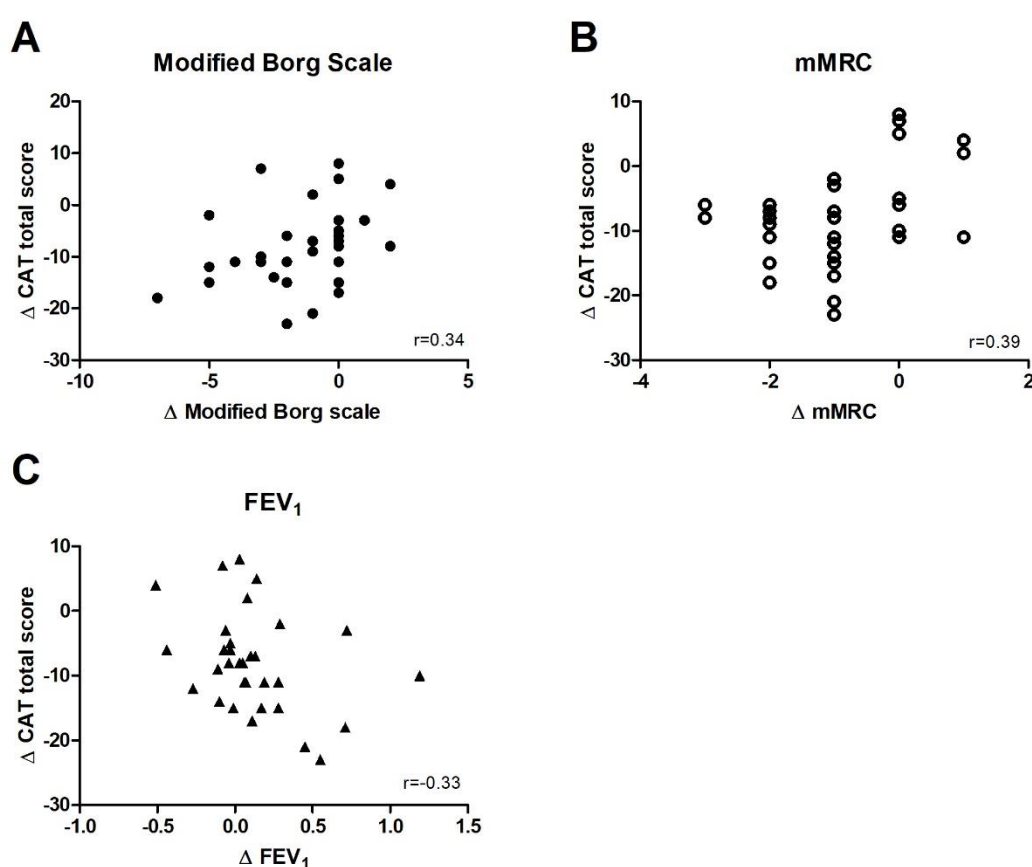 A
Modified Borg Scale
20
10
0
-10
-20
-30
Δ CAT total score
r=0.34
-10 -5 0 5
Δ Modified Borg scale
B
mMRC
10
0
-10
-20
-30
Δ CAT total score
r=0.39
-4 -2 0 2
Δ mMRC
C
FEV₁
10
0
-10
-20
-30
Δ CAT total score
r=-0.33
-1.0 -0.5 0.0 0.5 1.0 1.5
Δ FEV₁